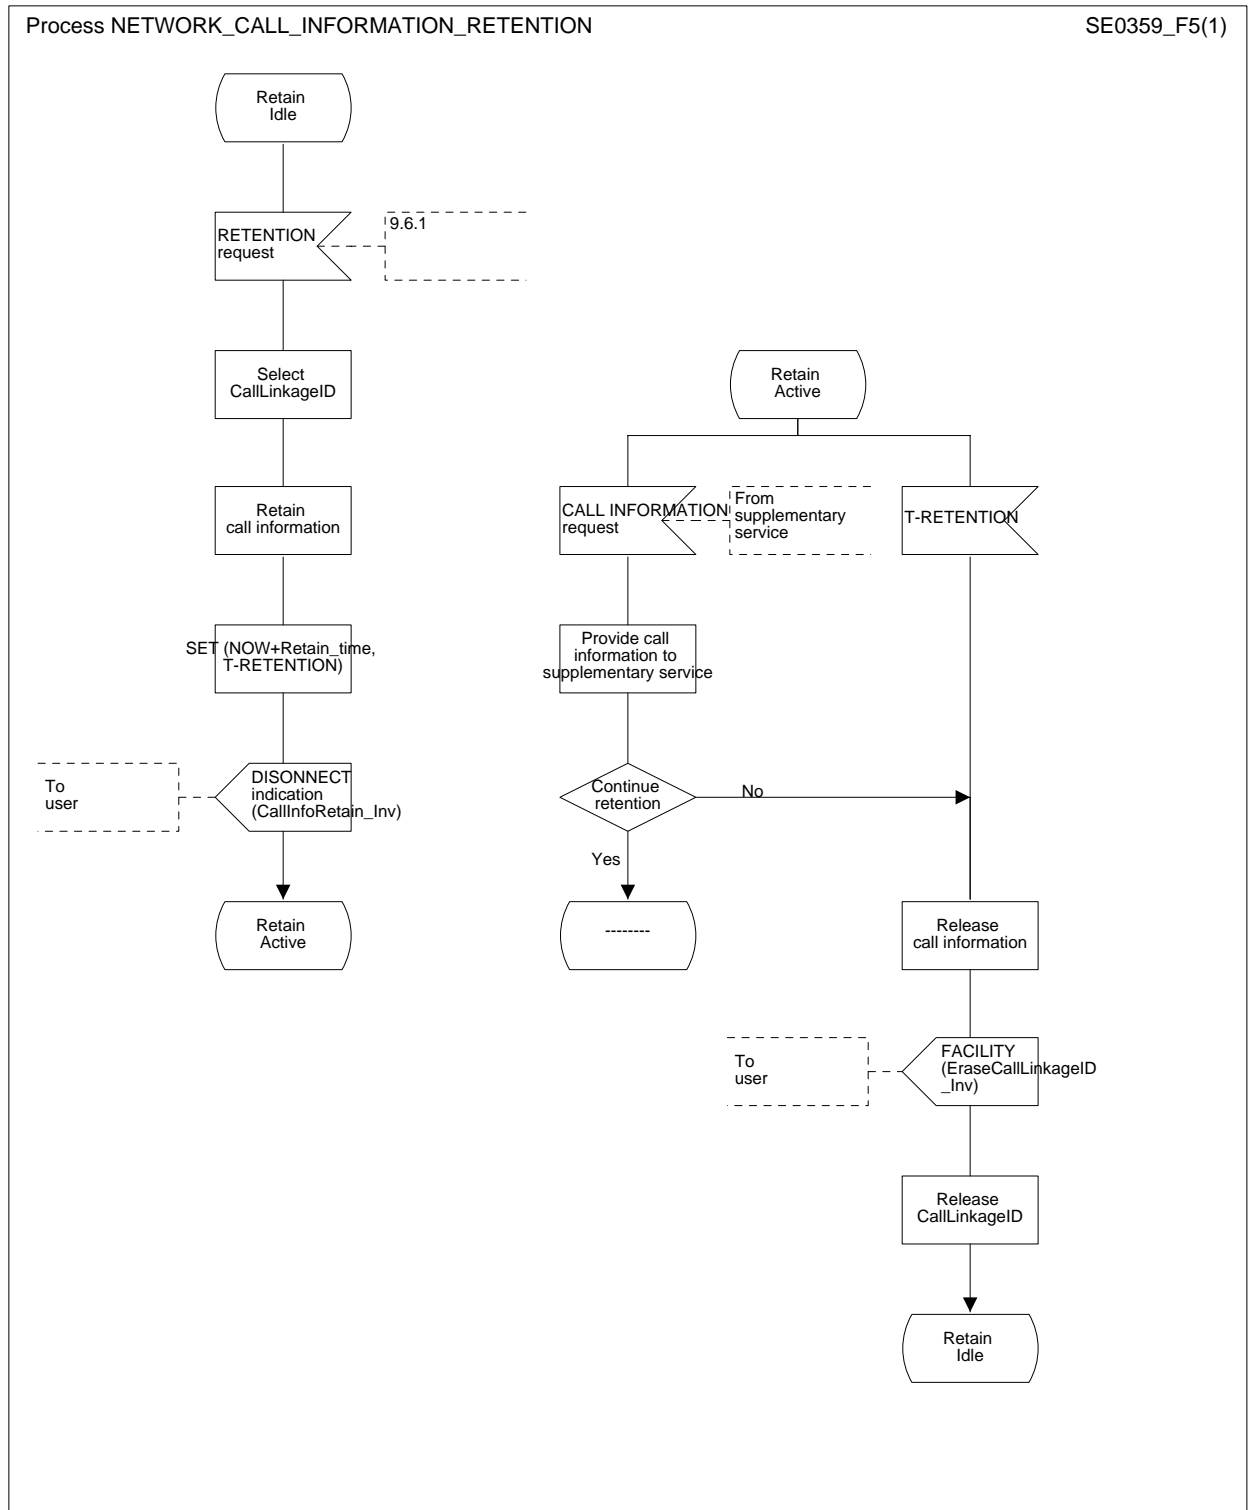 Process NETWORK_CALL_INFORMATION_RETENTION
SE0359_F5(1)
Retain
Idle
RETENTION
request
9.6.1
Select
CallLinkageID
Retain
call information
SET (NOW+Retain_time,
T-RETENTION)
To
user
DISONNECT
indication
(CallInfoRetain_Inv)
Retain
Active
Retain
Active
CALL INFORMATION
request
From
supplementary
service
T-RETENTION
Provide call
information to
supplementary service
Continue
retention
No
Yes
--------
Release
call information
To
user
FACILITY
(EraseCallLinkageID
_Inv)
Release
CallLinkageID
Retain
Idle